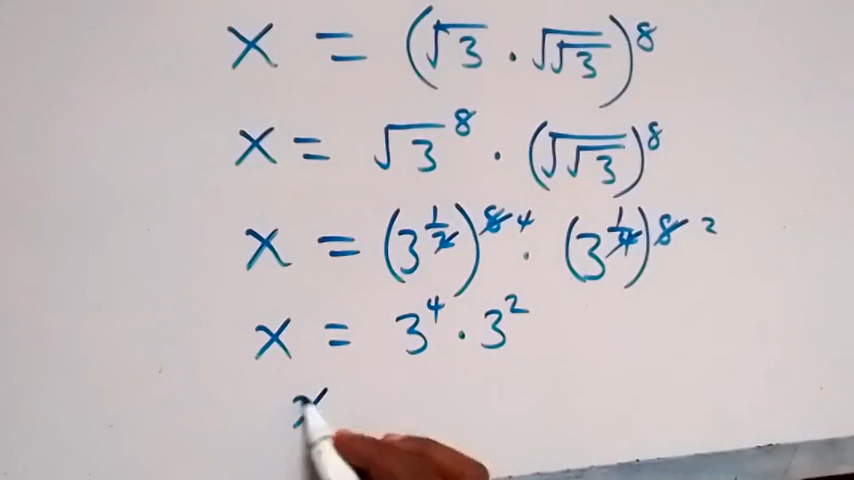 x = (√3 · √√3)⁸
x = √3⁸ · (√√3)⁸
x = (3^(1/2))⁸ ⁴ · (3^(1/4))⁸ ²
x = 3⁴ · 3²
x